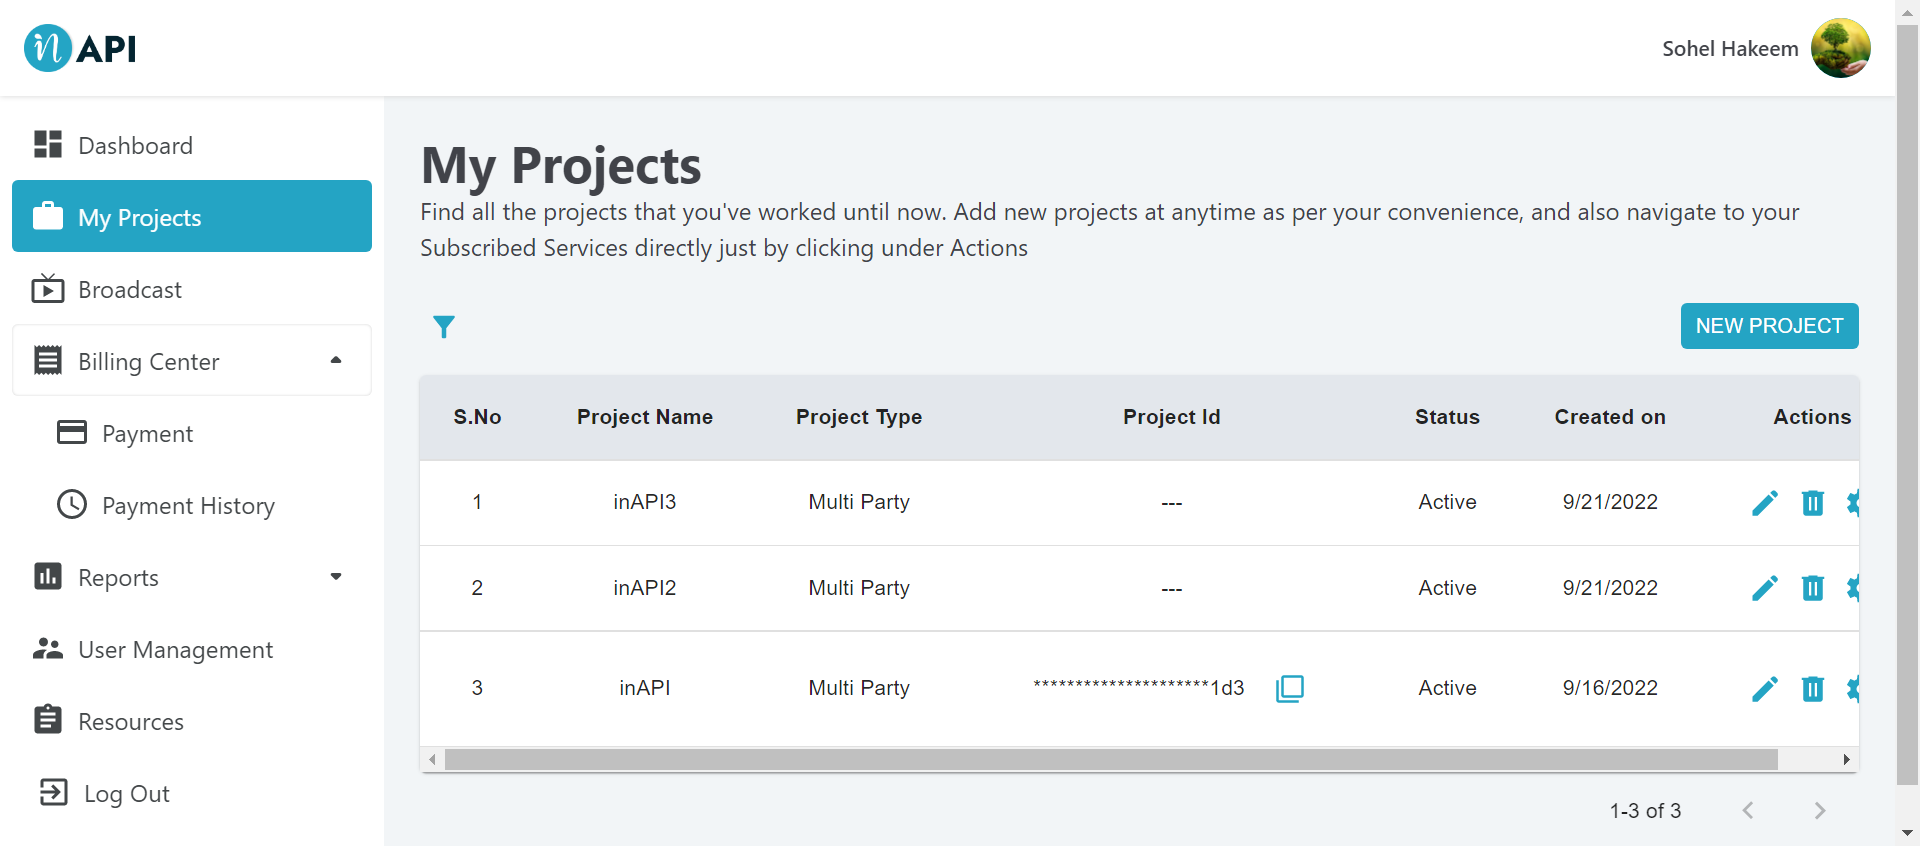 in API
Sohel Hakeem
Dashboard
My Projects
Broadcast
Billing Center
Payment
Payment History
Reports
User Management
Resources
Log Out
My Projects
Find all the projects that you've worked until now. Add new projects at anytime as per your convenience, and also navigate to your
Subscribed Services directly just by clicking under Actions
NEW PROJECT
S.No Project Name Project Type Project Id Status Created on Actions
1 inAPI3 Multi Party --- Active 9/21/2022
2 inAPI2 Multi Party --- Active 9/21/2022
3 inAPI Multi Party *********************1d3 Active 9/16/2022
1-3 of 3